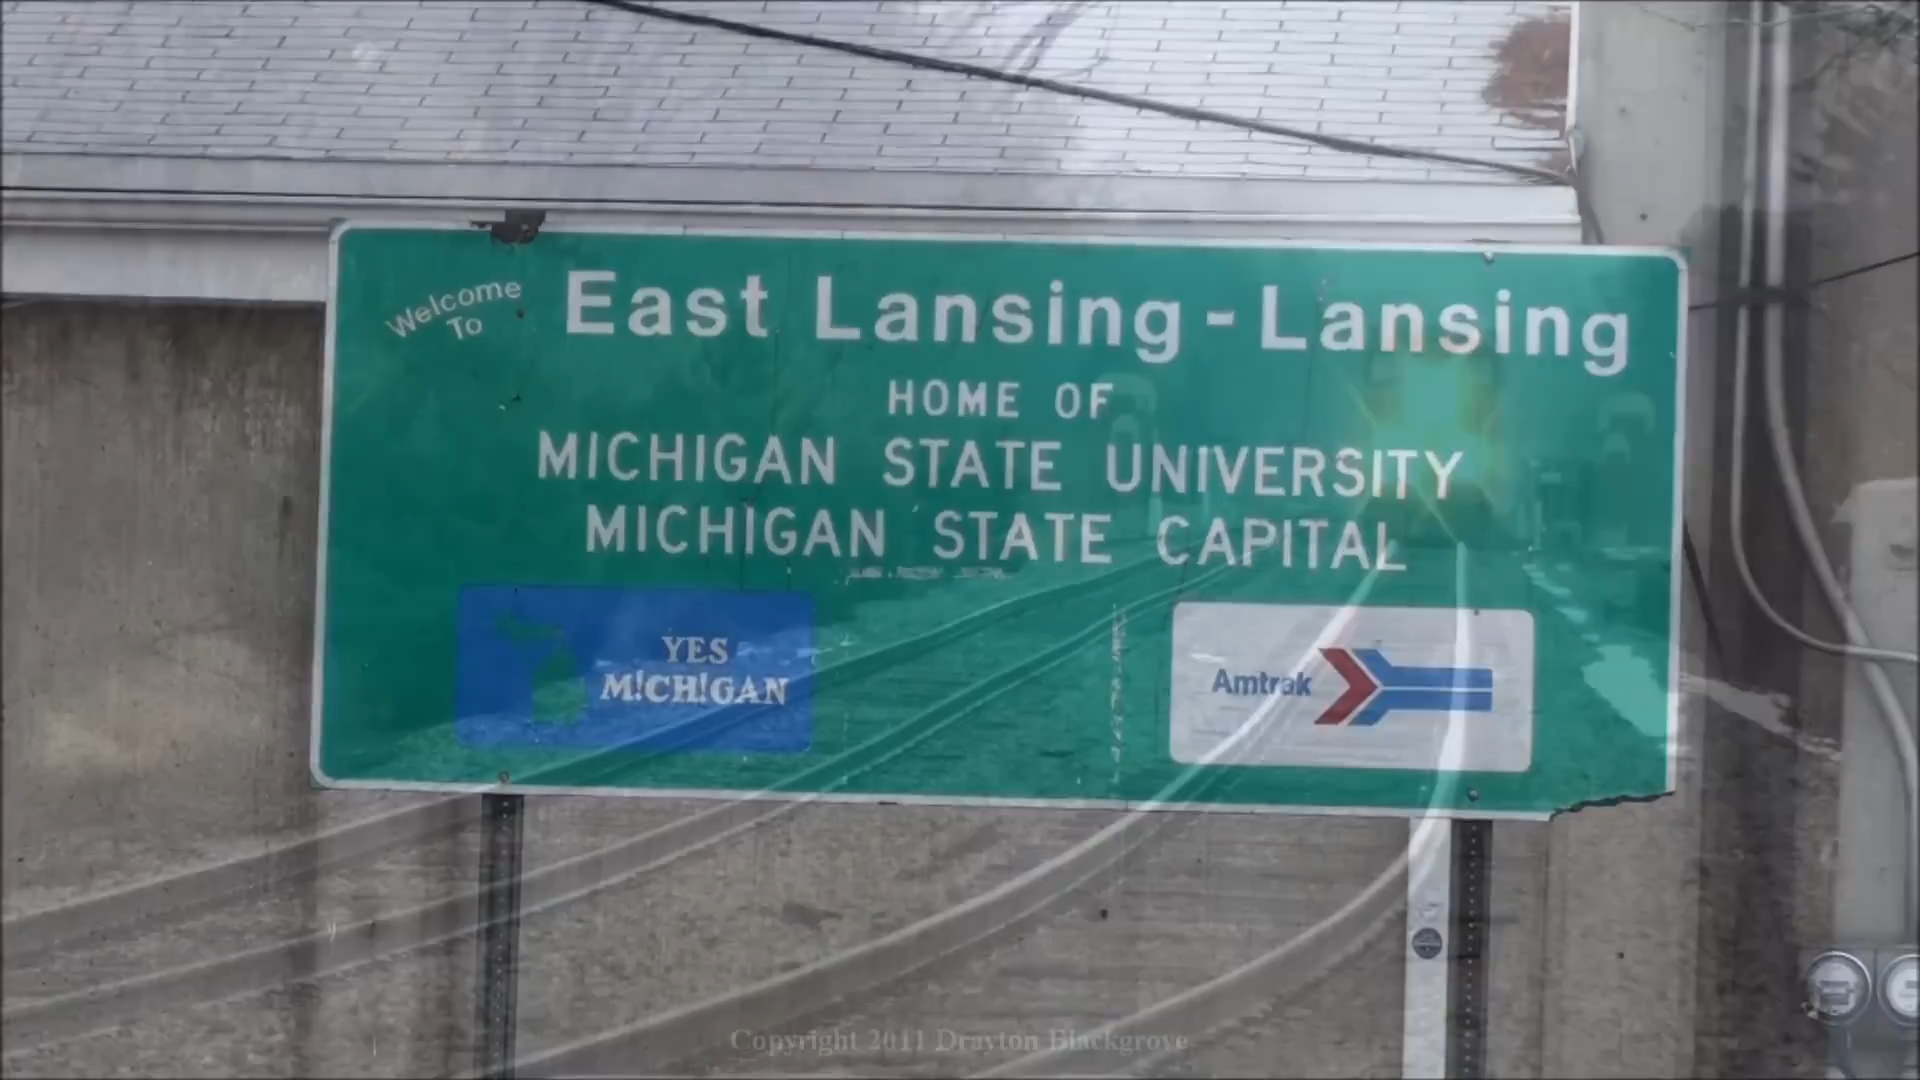 Welcome
To
East Lansing - Lansing
HOME OF
MICHIGAN STATE UNIVERSITY
MICHIGAN STATE CAPITAL
YES
M!CH!GAN
Amtrak
Copyright 2011 Drayton Blackgrove